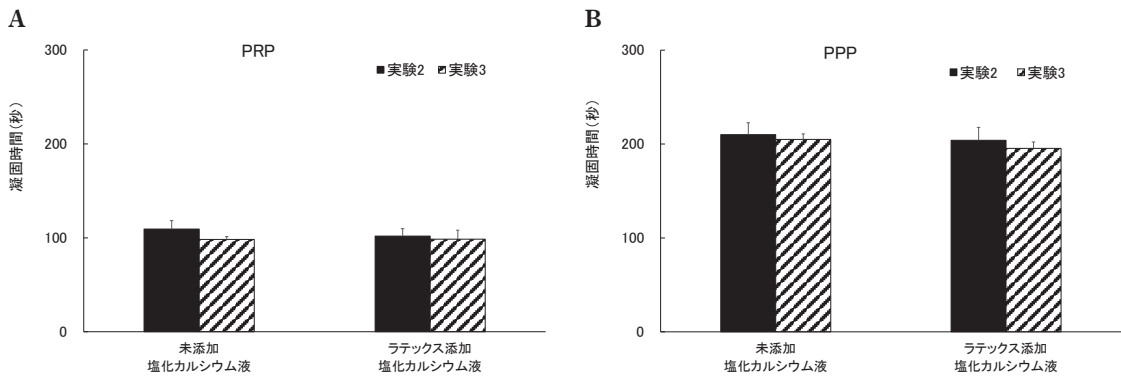 A
PRP
実験2 実験3
凝固時間(秒)
300
200
100
0
未添加
塩化カルシウム液
ラテックス添加
塩化カルシウム液
B
PPP
実験2 実験3
凝固時間(秒)
300
200
100
0
未添加
塩化カルシウム液
ラテックス添加
塩化カルシウム液